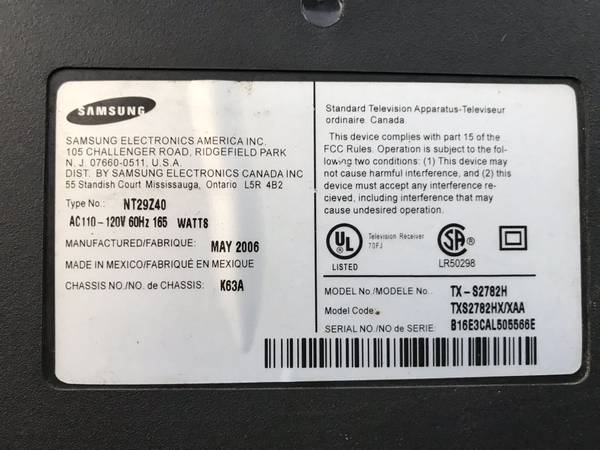 SAMSUNG
SAMSUNG ELECTRONICS AMERICA INC.
105 CHALLENGER ROAD, RIDGEFIELD PARK
N. J. 07660-0511, U.S.A.
DIST. BY SAMSUNG ELECTRONICS CANADA INC
55 Standish Court Mississauga, Ontario L5R 4B2
Type No.: NT29Z40
AC110-120V 60Hz 165 WATTS
MANUFACTURED/FABRIQUE: MAY 2006
MADE IN MEXICO/FABRIQUÉ EN MEXIQUE
CHASSIS NO./NO. de CHASSIS: K63A
Standard Television Apparatus-Televiseur
ordinaire Canada.
This device complies with part 15 of the
FCC Rules. Operation is subject to the fol-
lowing two conditions: (1) This device may
not cause harmful interference, and (2) this
device must accept any interference re-
cieved, including interference that may
cause undesired operation.
UL
LISTED
Television Receiver
70FJ
SA
LR50298
MODEL No./MODELE No.: TX-S2782H
Model Code: TXS2782HX/XAA
SERIAL NO./NO de SERIE: B16E3CAL505566E